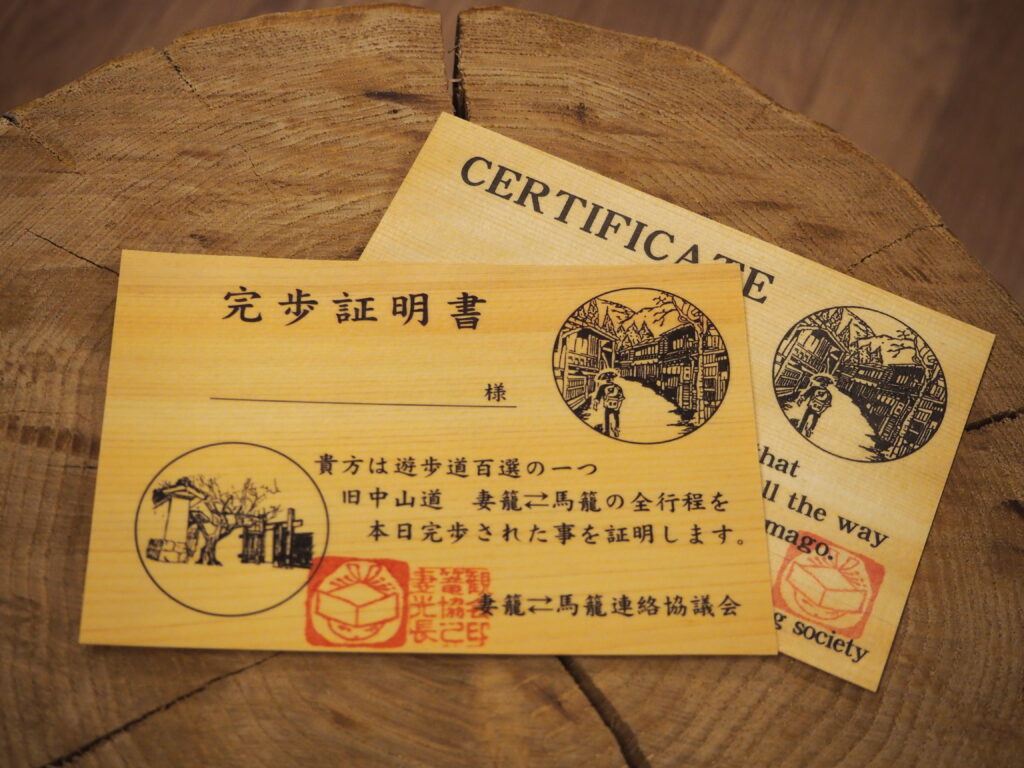 完歩証明書
様
貴方は遊歩道百選の一つ
旧中山道 妻籠⇄馬籠の全行程を
本日完歩された事を証明します。
妻籠⇄馬籠連絡協議会
CERTIFICATE
that
the way
society